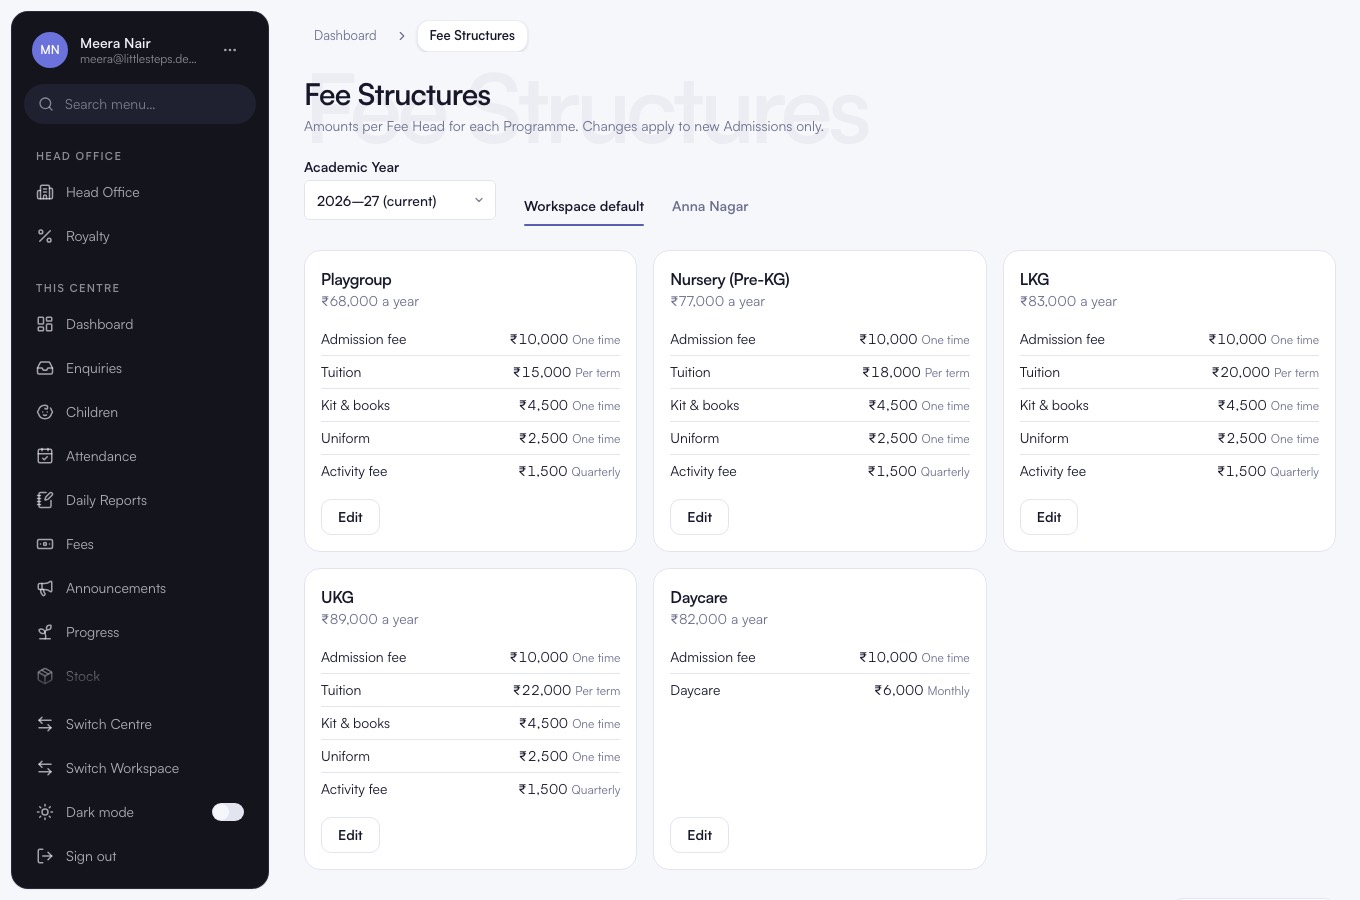 MN
Meera Nair
meera@littlesteps.de...
Search menu...
HEAD OFFICE
Head Office
Royalty
THIS CENTRE
Dashboard
Enquiries
Children
Attendance
Daily Reports
Fees
Announcements
Progress
Stock
Switch Centre
Switch Workspace
Dark mode
Sign out
Dashboard > Fee Structures
Fee Structures
Fee Structures
Amounts per Fee Head for each Programme. Changes apply to new Admissions only.
Academic Year
2026–27 (current)
Workspace default Anna Nagar
Playgroup
₹68,000 a year
Admission fee ₹10,000 One time
Tuition ₹15,000 Per term
Kit & books ₹4,500 One time
Uniform ₹2,500 One time
Activity fee ₹1,500 Quarterly
Edit
Nursery (Pre-KG)
₹77,000 a year
Admission fee ₹10,000 One time
Tuition ₹18,000 Per term
Kit & books ₹4,500 One time
Uniform ₹2,500 One time
Activity fee ₹1,500 Quarterly
Edit
LKG
₹83,000 a year
Admission fee ₹10,000 One time
Tuition ₹20,000 Per term
Kit & books ₹4,500 One time
Uniform ₹2,500 One time
Activity fee ₹1,500 Quarterly
Edit
UKG
₹89,000 a year
Admission fee ₹10,000 One time
Tuition ₹22,000 Per term
Kit & books ₹4,500 One time
Uniform ₹2,500 One time
Activity fee ₹1,500 Quarterly
Edit
Daycare
₹82,000 a year
Admission fee ₹10,000 One time
Daycare ₹6,000 Monthly
Edit